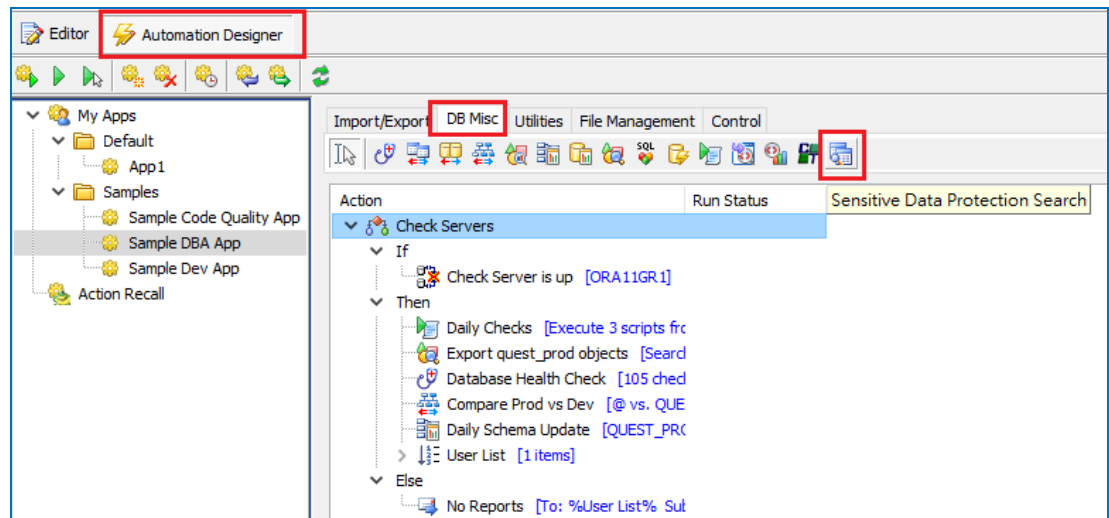 Editor Automation Designer
My Apps
Default
App1
Samples
Sample Code Quality App
Sample DBA App
Sample Dev App
Action Recall
Import/Export DB Misc Utilities File Management Control
SQL
Action Run Status Sensitive Data Protection Search
Check Servers
If
Check Server is up [ORA11GR1]
Then
Daily Checks [Execute 3 scripts frc
Export quest_prod objects [Searcl
Database Health Check [105 checl
Compare Prod vs Dev [@ vs. QUE
Daily Schema Update [QUEST_PR(
User List [1 items]
Else
No Reports [To: %User List% Sul